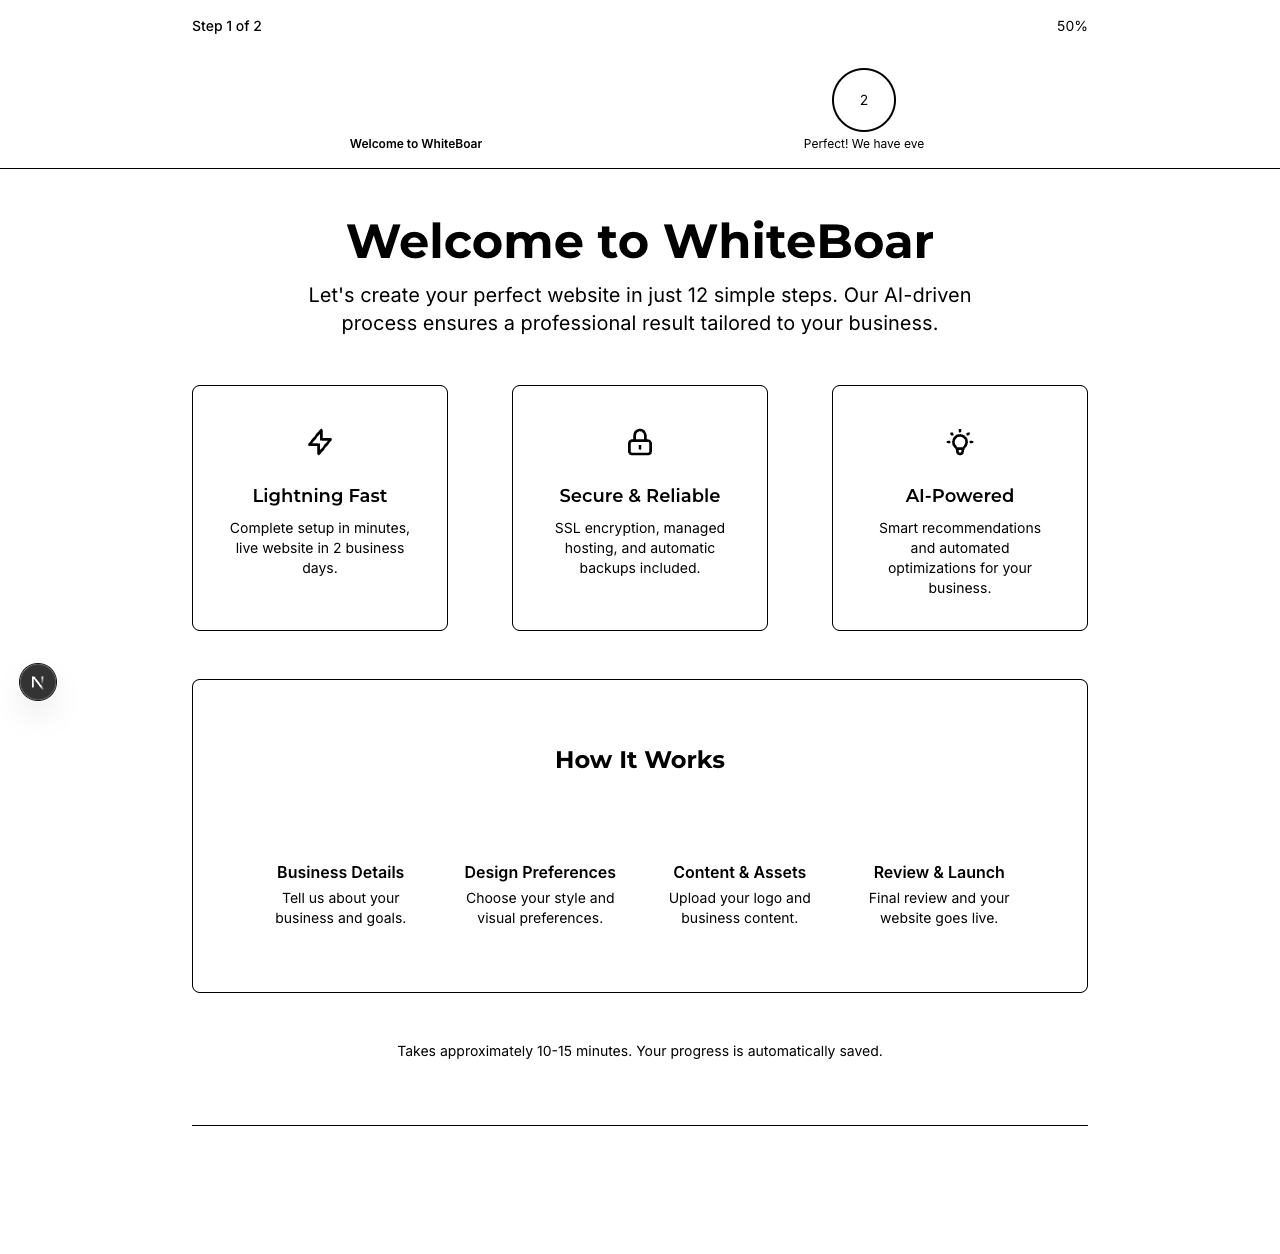 Step 1 of 2
50%
2
Welcome to WhiteBoar
Perfect! We have eve
Welcome to WhiteBoar
Let's create your perfect website in just 12 simple steps. Our AI-driven
process ensures a professional result tailored to your business.
Lightning Fast
Complete setup in minutes,
live website in 2 business
days.
Secure & Reliable
SSL encryption, managed
hosting, and automatic
backups included.
AI-Powered
Smart recommendations
and automated
optimizations for your
business.
N
How It Works
Business Details
Tell us about your
business and goals.
Design Preferences
Choose your style and
visual preferences.
Content & Assets
Upload your logo and
business content.
Review & Launch
Final review and your
website goes live.
Takes approximately 10-15 minutes. Your progress is automatically saved.